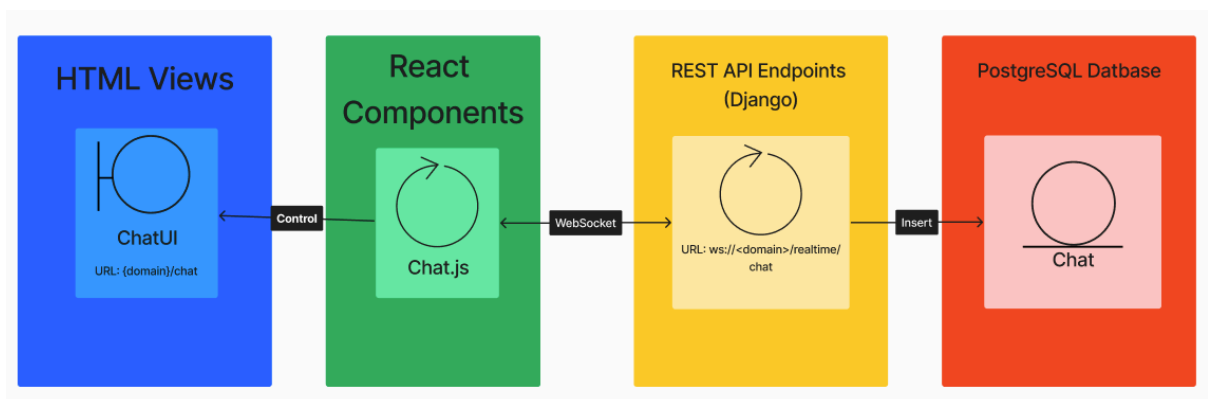 HTML Views
ChatUI
URL: {domain}/chat
Control
React
Components
Chat.js
WebSocket
REST API Endpoints
(Django)
URL: ws://<domain>/realtime/
chat
Insert
PostgreSQL Datbase
Chat